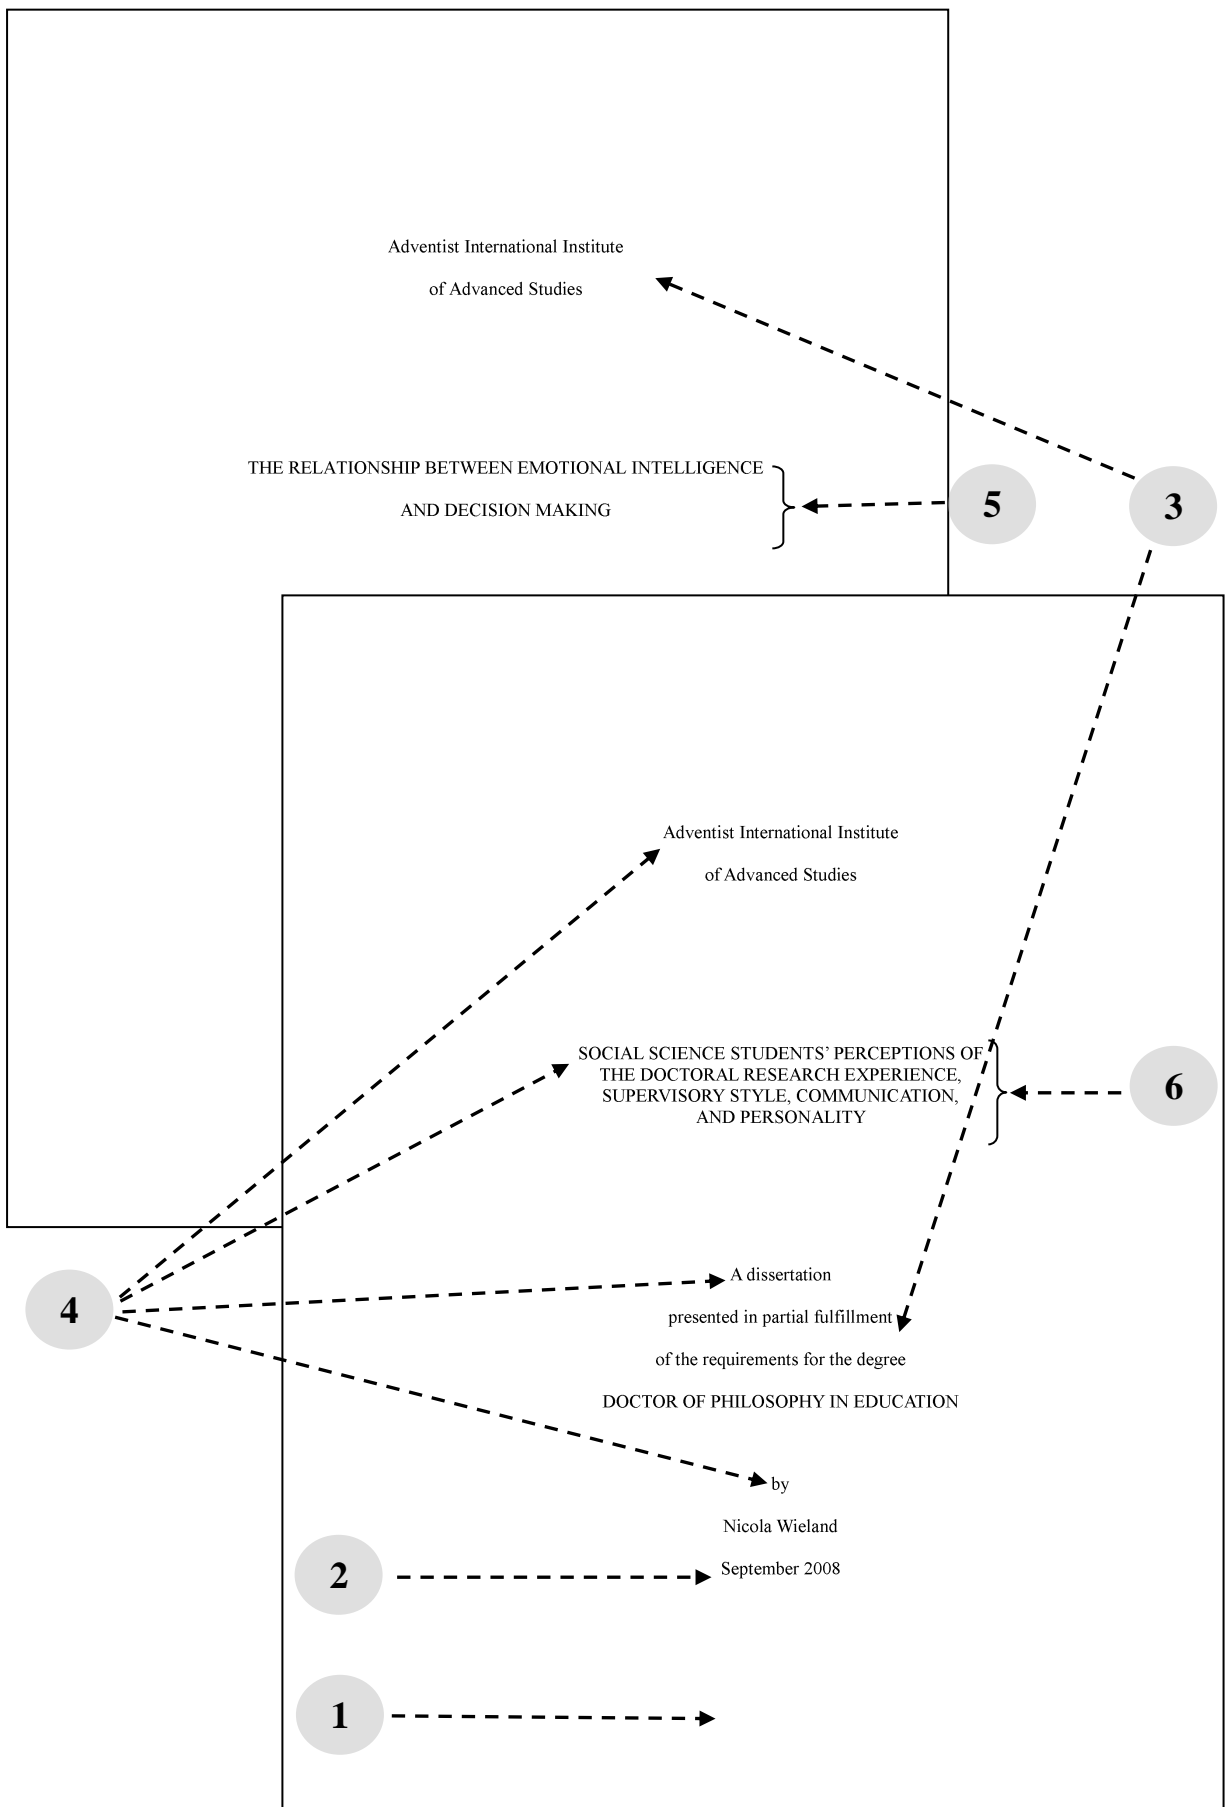 Adventist International Institute
of Advanced Studies
THE RELATIONSHIP BETWEEN EMOTIONAL INTELLIGENCE
AND DECISION MAKING
5
3
Adventist International Institute
of Advanced Studies
SOCIAL SCIENCE STUDENTS’ PERCEPTIONS OF
THE DOCTORAL RESEARCH EXPERIENCE,
SUPERVISORY STYLE, COMMUNICATION,
AND PERSONALITY
6
4
A dissertation
presented in partial fulfillment
of the requirements for the degree
DOCTOR OF PHILOSOPHY IN EDUCATION
by
Nicola Wieland
2
September 2008
1